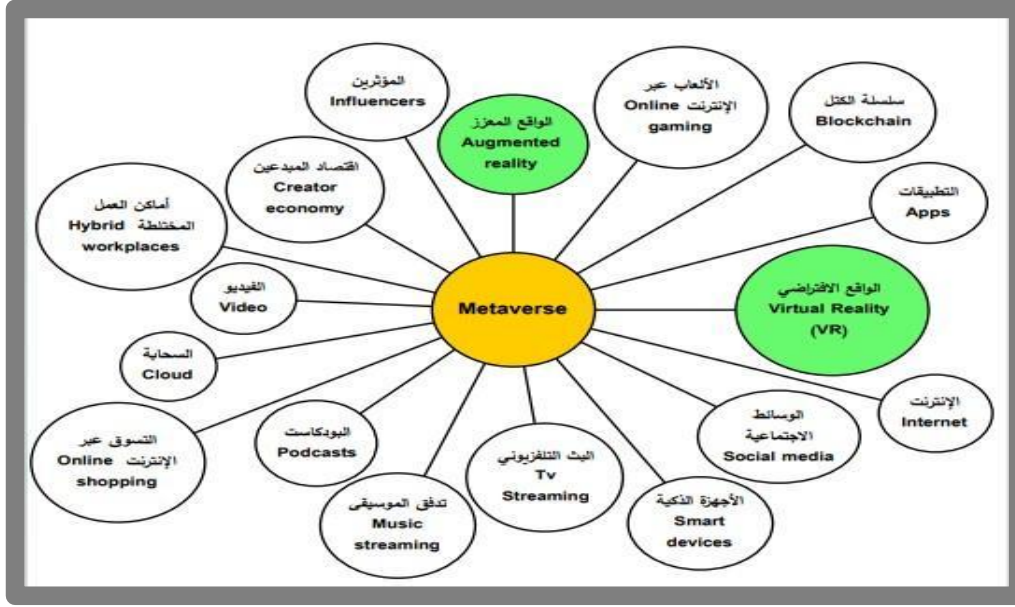 المؤثرين
Influencers
الواقع المعزز
Augmented
reality
الألعاب عبر
الإنترنت Online
gaming
سلسلة الكتل
Blockchain
اقتصاد المبدعين
Creator
economy
التطبيقات
Apps
أماكن العمل
المختلطة Hybrid
workplaces
الفيديو
Video
Metaverse
الواقع الافتراضي
Virtual Reality
(VR)
السحابة
Cloud
الإنترنت
Internet
التسوق عبر
الإنترنت Online
shopping
البودكاست
Podcasts
الوسائط
الاجتماعية
Social media
تدفق الموسيقى
Music
streaming
البث التلفزيوني
Tv
Streaming
الأجهزة الذكية
Smart
devices